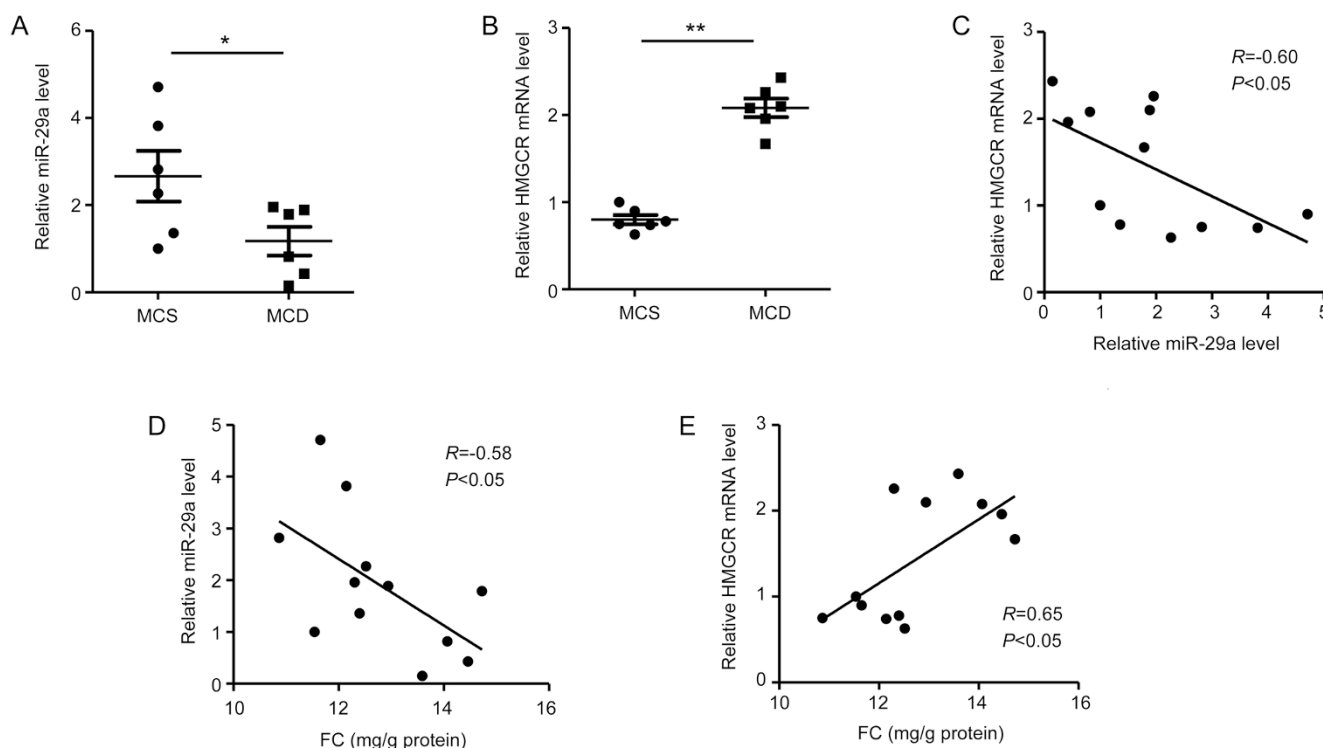 A
Relative miR-29a level
6
4
2
0
*
MCS
MCD
B
Relative HMGCR mRNA level
3
2
1
0
**
MCS
MCD
C
Relative HMGCR mRNA level
3
2
1
0
R=-0.60
P<0.05
0
1
2
3
4
5
Relative miR-29a level
D
Relative miR-29a level
5
4
3
2
1
0
R=-0.58
P<0.05
10
12
14
16
FC (mg/g protein)
E
Relative HMGCR mRNA level
3
2
1
0
R=0.65
P<0.05
10
12
14
16
FC (mg/g protein)